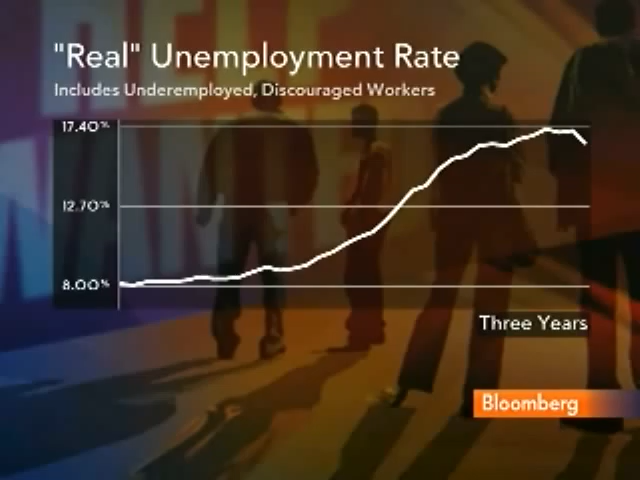 "Real" Unemployment Rate
Includes Underemployed, Discouraged Workers
17.40%
12.70%
8.00%
Three Years
Bloomberg